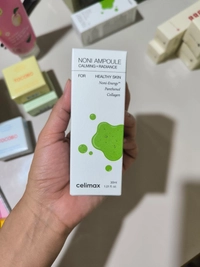 NONI AMPOULE
CALMING + RADIANCE
FOR HEALTHY SKIN
Noni Energy™
Panthenol
Collagen
celimax